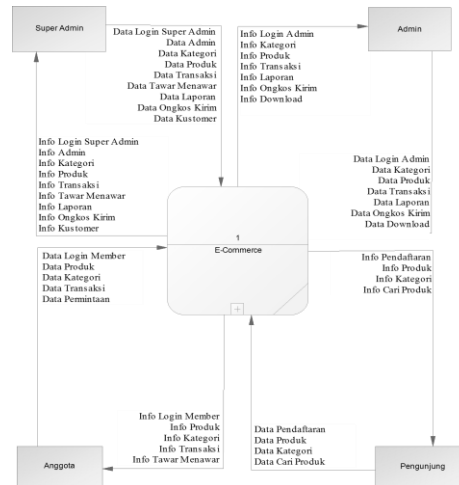 Super Admin
Data Login Super Admin
Data Admin
Data Kategori
Data Produk
Data Transaksi
Data Tawar Menawar
Data Laporan
Data Ongkos Kirim
Data Kustomer
Info Login Admin
Info Kategori
Info Produk
Info Transaksi
Info Laporan
Info Ongkos Kirim
Info Download
Admin
Info Login Super Admin
Info Admin
Info Kategori
Info Produk
Info Transaksi
Info Tawar Menawar
Info Laporan
Info Ongkos Kirim
Info Kustomer
Data Login Admin
Data Kategori
Data Produk
Data Transaksi
Data Laporan
Data Ongkos Kirim
Data Download
1
E-Commerce
Data Login Member
Data Produk
Data Kategori
Data Transaksi
Data Permintaan
Info Pendaftaran
Info Produk
Info Kategori
Info Cari Produk
Info Login Member
Info Produk
Info Kategori
Info Transaksi
Info Tawar Menawar
Data Pendaftaran
Data Produk
Data Kategori
Data Cari Produk
Anggota
Pengunjung